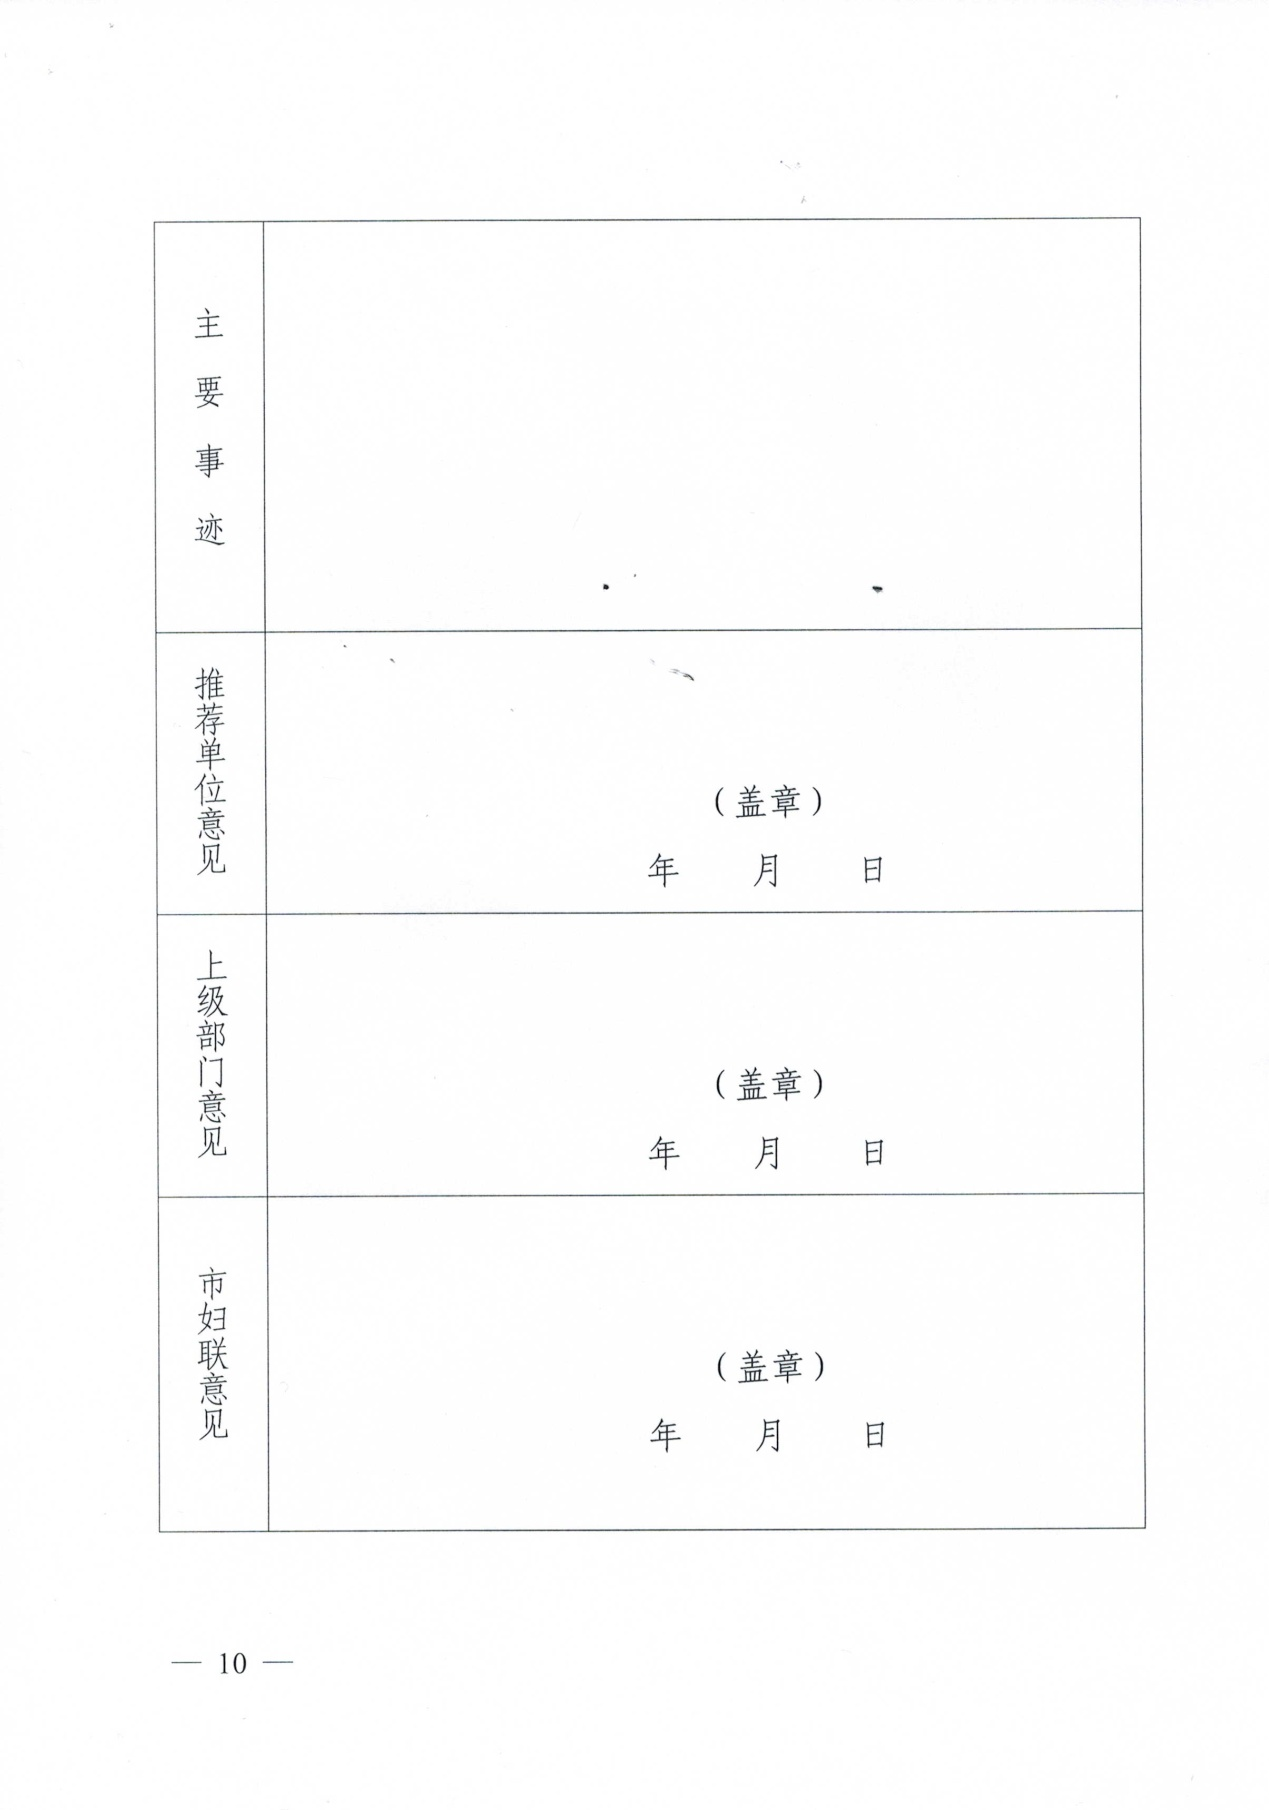 主要事迹
推荐单位意见
（盖章）
年 月 日
上级部门意见
（盖章）
年 月 日
市妇联意见
（盖章）
年 月 日
— 10 —